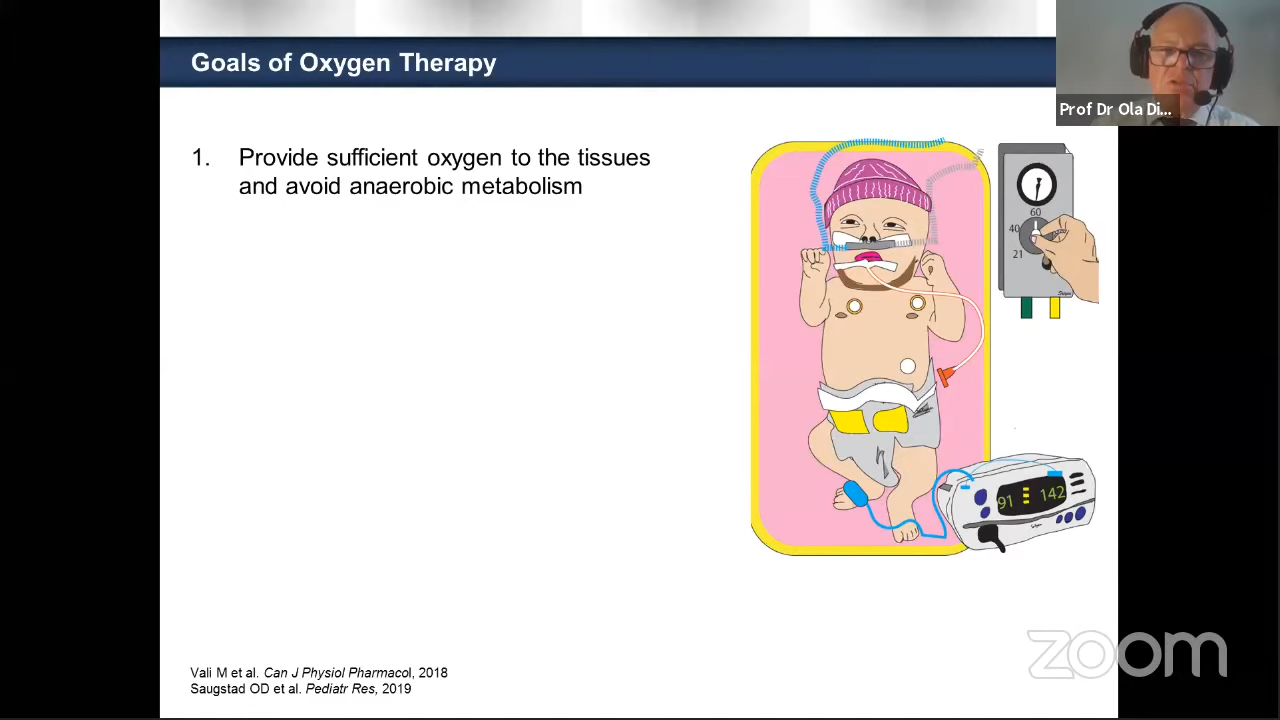 Goals of Oxygen Therapy
Prof Dr Ola Di...
1. Provide sufficient oxygen to the tissues
and avoid anaerobic metabolism
60
40
21
91 142
Vali M et al. Can J Physiol Pharmacol, 2018
Saugstad OD et al. Pediatr Res, 2019
zoom